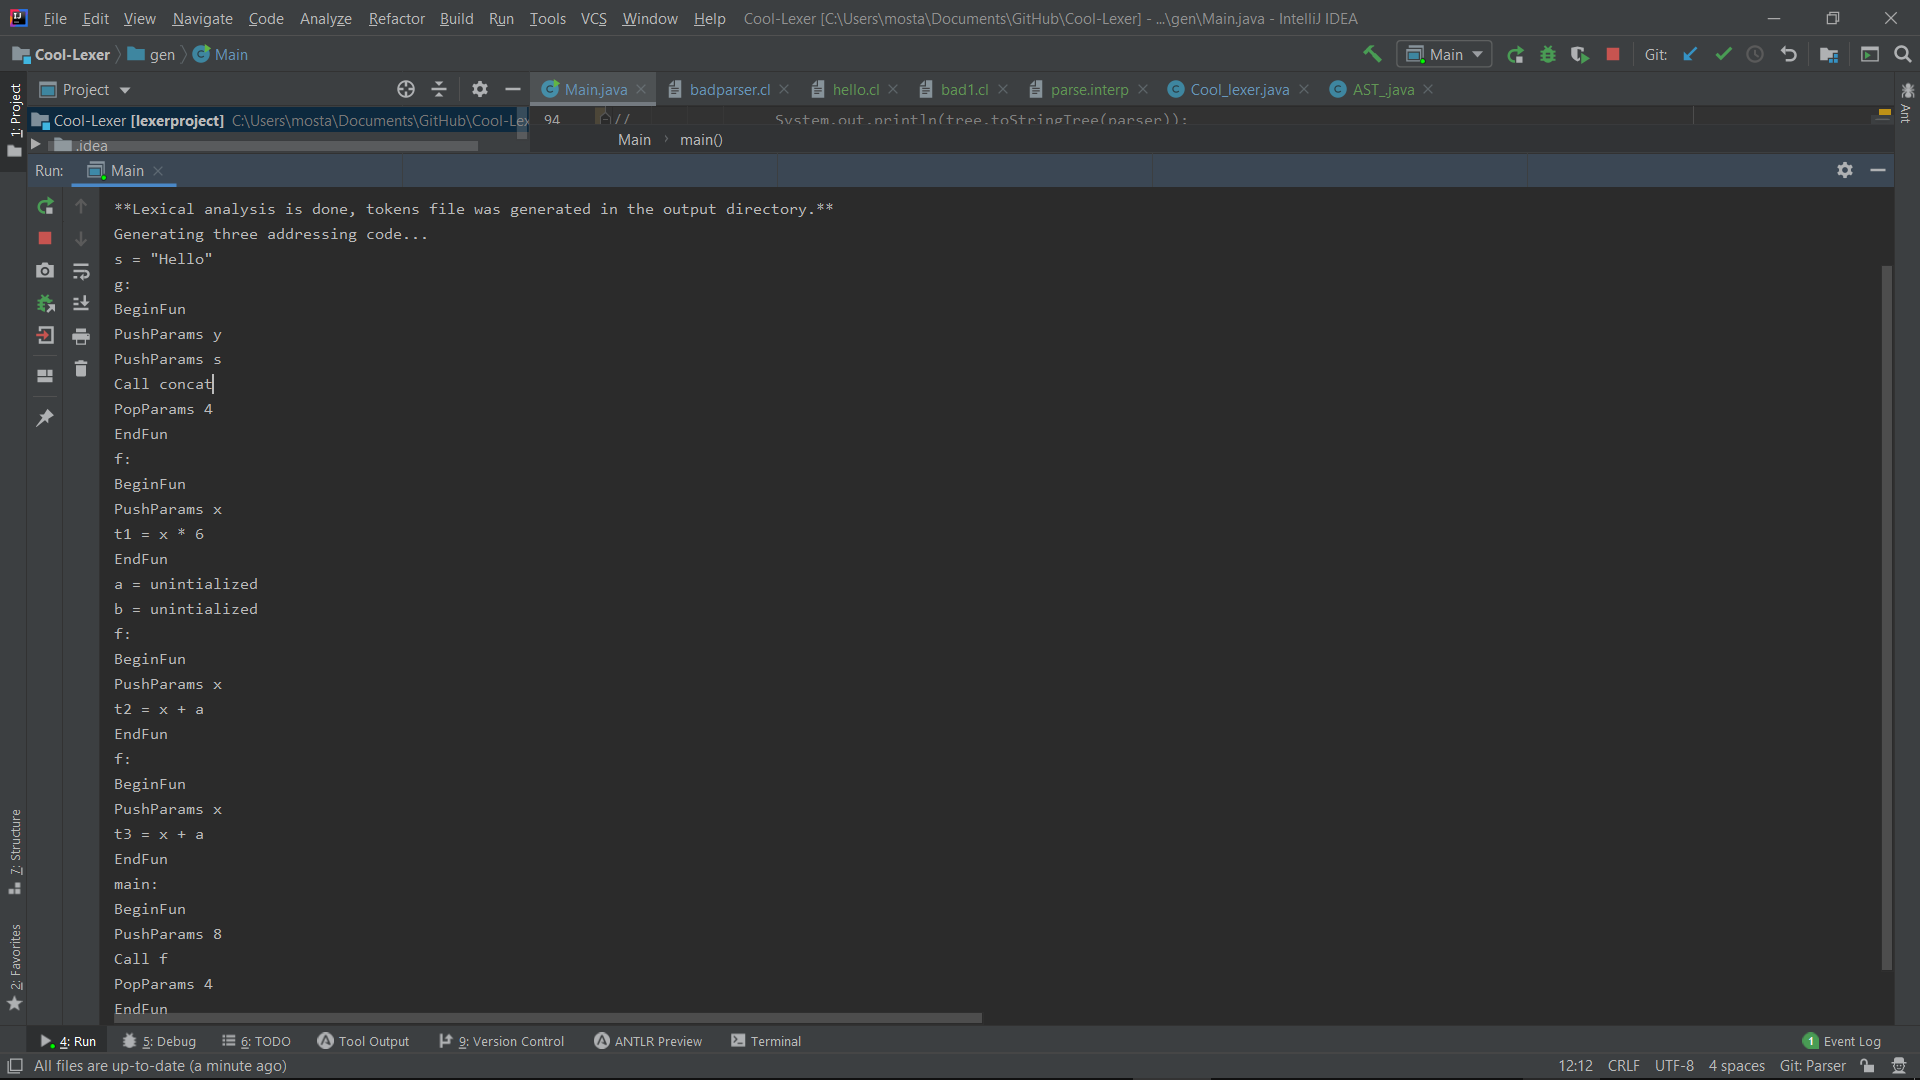 File Edit View Navigate Code Analyze Refactor Build Run Tools VCS Window Help Cool-Lexer [C:\Users\mosta\Documents\GitHub\Cool-Lexer] - ...\gen\Main.java - IntelliJ IDEA
Cool-Lexer gen Main Main Git:
Project Main.java badparser.cl hello.cl bad1.cl parse.interp Cool_lexer.java AST_.java
1: Project
Ant
Cool-Lexer [lexerproject] C:\Users\mosta\Documents\GitHub\Cool-Lex 94 // System.out.println(tree.toStringTree(parser));
.idea Main main()
Run: Main
**Lexical analysis is done, tokens file was generated in the output directory.**
Generating three addressing code...
s = "Hello"
g:
BeginFun
PushParams y
PushParams s
Call concat
PopParams 4
EndFun
f:
BeginFun
PushParams x
t1 = x * 6
EndFun
a = unintialized
b = unintialized
f:
BeginFun
PushParams x
t2 = x + a
EndFun
f:
BeginFun
PushParams x
t3 = x + a
EndFun
main:
BeginFun
PushParams 8
Call f
PopParams 4
EndFun
7: Structure
2: Favorites
4: Run 5: Debug 6: TODO Tool Output 9: Version Control ANTLR Preview Terminal 1 Event Log
All files are up-to-date (a minute ago) 12:12 CRLF UTF-8 4 spaces Git: Parser